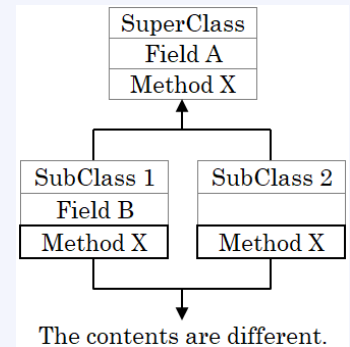 SuperClass
Field A
Method X
SubClass 1
Field B
Method X
SubClass 2
Method X
The contents are different.